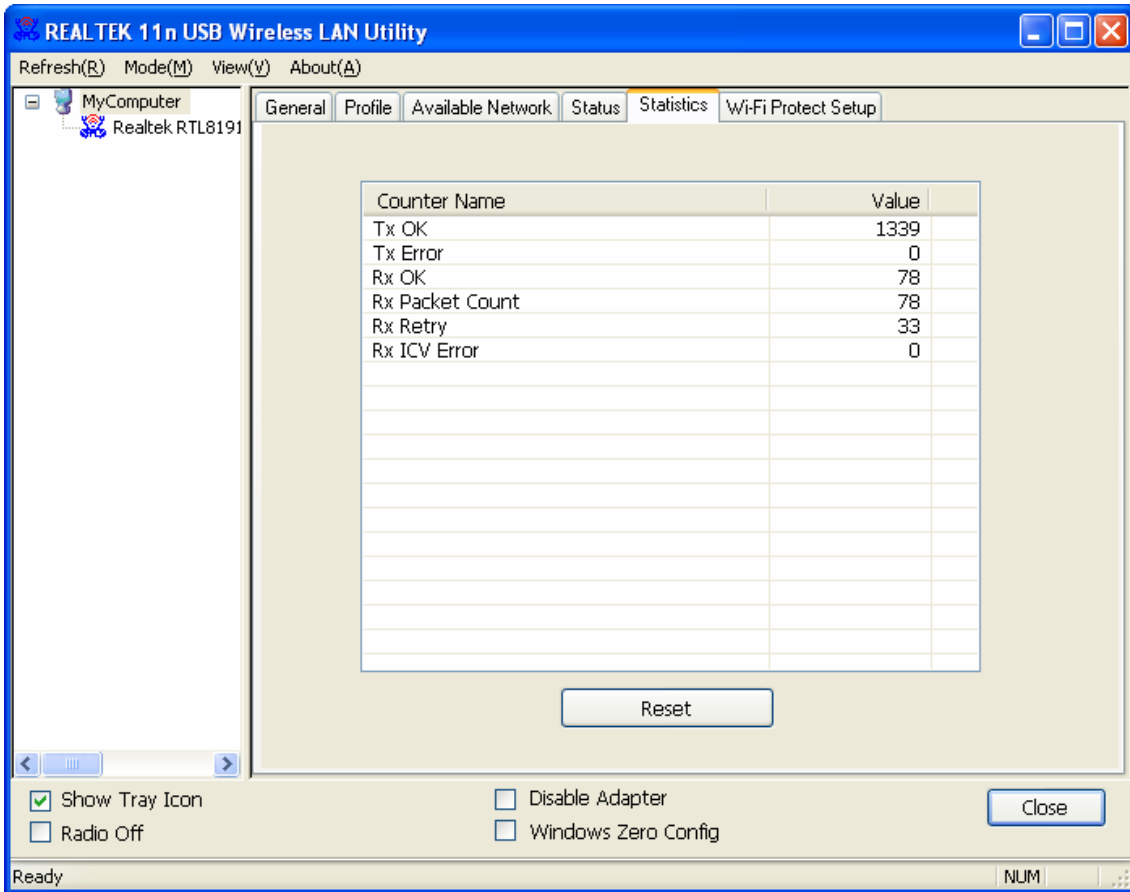 REALTEK 11n USB Wireless LAN Utility
Refresh(R) Mode(M) View(V) About(A)
MyComputer
Realtek RTL8191
General Profile Available Network Status Statistics Wi-Fi Protect Setup
Counter Name Value
Tx OK 1339
Tx Error 0
Rx OK 78
Rx Packet Count 78
Rx Retry 33
Rx ICV Error 0
Reset
Show Tray Icon Disable Adapter Close
Radio Off Windows Zero Config
Ready NUM